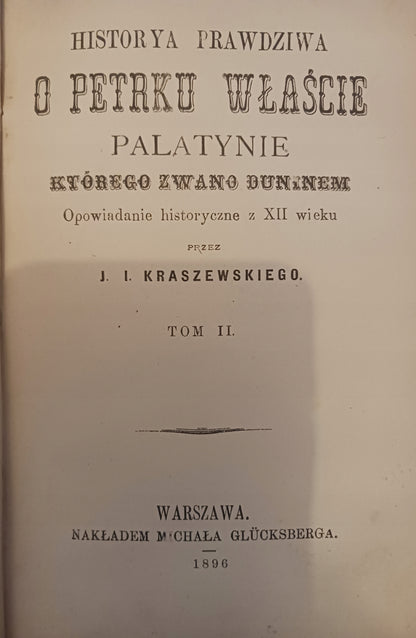 HISTORYA PRAWDZIWA
O PETRKU WŁAŚCIE
PALATYNIE
KTÓREGO ZWANO DUNINEM
Opowiadanie historyczne z XII wieku
PRZEZ
J. I. KRASZEWSKIEGO.
TOM II.
WARSZAWA.
NAKŁADEM MICHAŁA GLÜCKSBERGA.
1896